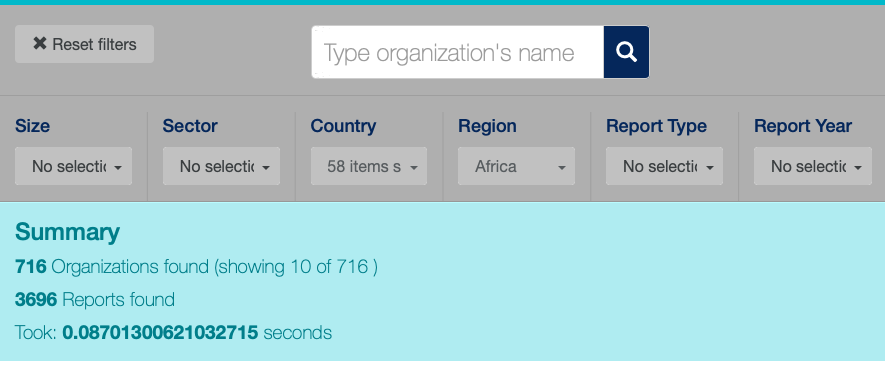 ✖ Reset filters
Type organization's name
Size Sector Country Region Report Type Report Year
No selectio No selectio 58 items s Africa No selectio No selectio
Summary
716 Organizations found (showing 10 of 716 )
3696 Reports found
Took: 0.08701300621032715 seconds